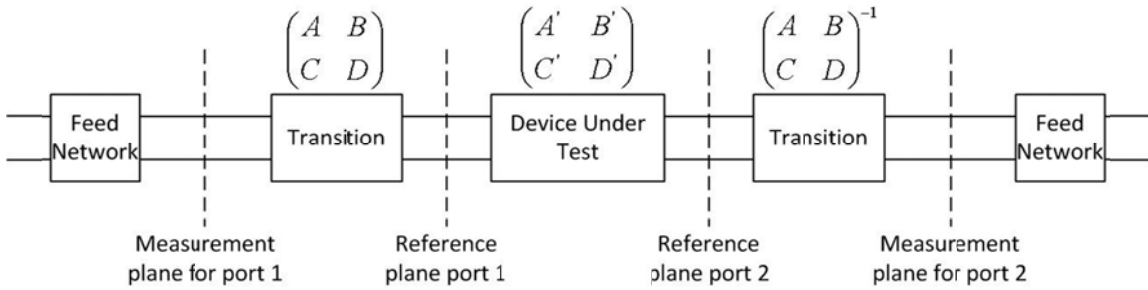 (A B
C D)
(A' B'
C' D')
(A B
C D)⁻¹
Feed
Network
Transition
Device Under
Test
Transition
Feed
Network
Measurement
plane for port 1
Reference
plane port 1
Reference
plane port 2
Measurement
plane for port 2